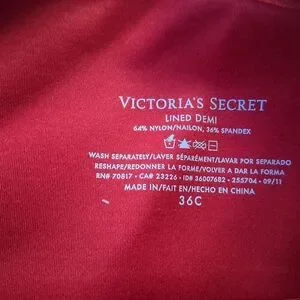 VICTORIA'S SECRET
LINED DEMI
64% NYLON/NAILON, 36% SPANDEX
WASH SEPARATELY/LAVER SÉPARÉMENT/LAVAR POR SEPARADO
RESHAPE/REDONNER LA FORME/VOLVER A DAR LA FORMA
RN# 70817 • CA# 23226 • ID# 36007682 • 255704 • 09/11
MADE IN/FAIT EN/HECHO EN CHINA
36C